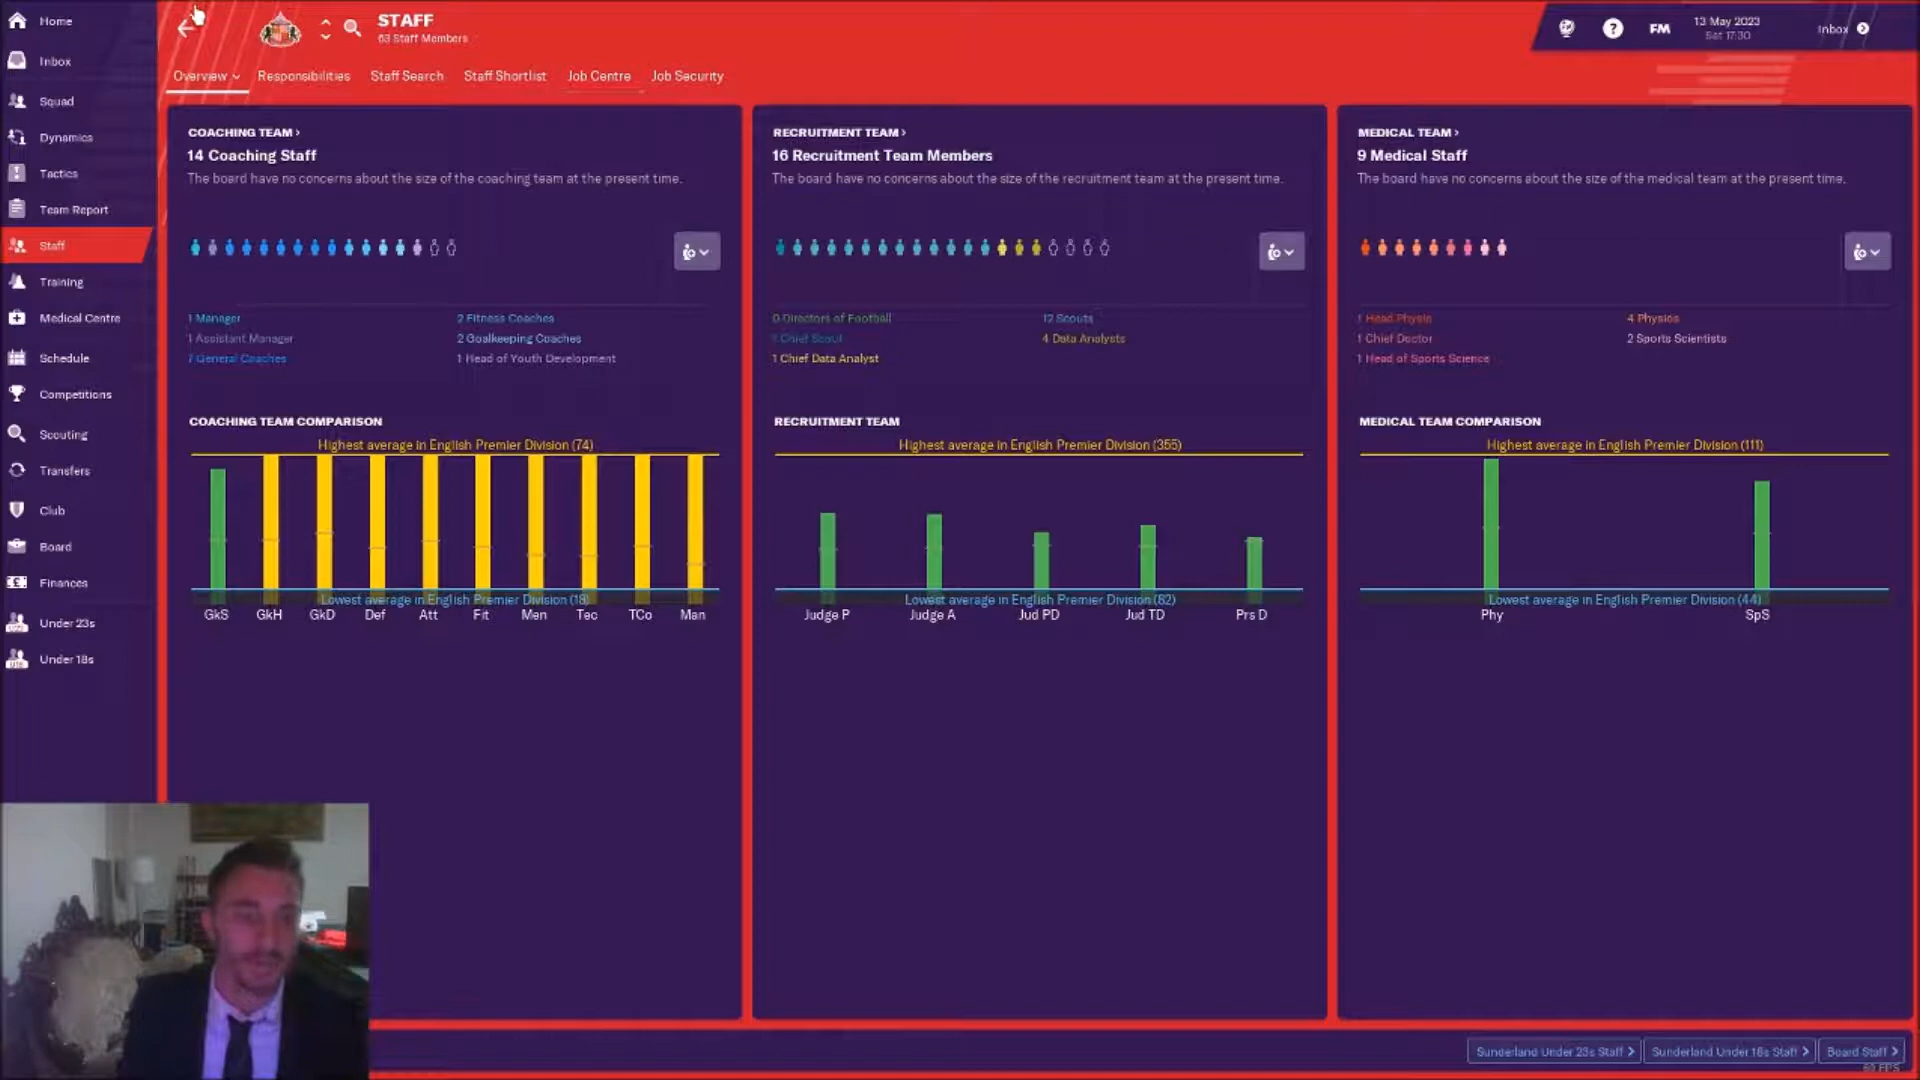 Home
Inbox
Squad
Dynamics
Tactics
Team Report
Staff
Training
Medical Centre
Schedule
Competitions
Scouting
Transfers
Club
Board
Finances
Under 23s
Under 18s
STAFF
63 Staff Members
FM
13 May 2023
Sat 17:30
Inbox
Overview
Responsibilities
Staff Search
Staff Shortlist
Job Centre
Job Security
COACHING TEAM
14 Coaching Staff
The board have no concerns about the size of the coaching team at the present time.
1 Manager
2 Fitness Coaches
1 Assistant Manager
2 Goalkeeping Coaches
7 General Coaches
1 Head of Youth Development
COACHING TEAM COMPARISON
Highest average in English Premier Division (74)
Lowest average in English Premier Division (18)
GkS GkH GkD Def Att Fit Men Tec TCo Man
RECRUITMENT TEAM
16 Recruitment Team Members
The board have no concerns about the size of the recruitment team at the present time.
0 Directors of Football
12 Scouts
1 Chief Scout
4 Data Analysts
1 Chief Data Analyst
RECRUITMENT TEAM
Highest average in English Premier Division (355)
Lowest average in English Premier Division (82)
Judge P Judge A Jud PD Jud TD Prs D
MEDICAL TEAM
9 Medical Staff
The board have no concerns about the size of the medical team at the present time.
1 Head Physio
4 Physios
1 Chief Doctor
2 Sports Scientists
1 Head of Sports Science
MEDICAL TEAM COMPARISON
Highest average in English Premier Division (111)
Lowest average in English Premier Division (44)
Phy SpS
Sunderland Under 23s Staff
Sunderland Under 18s Staff
Board Staff
60 FPS